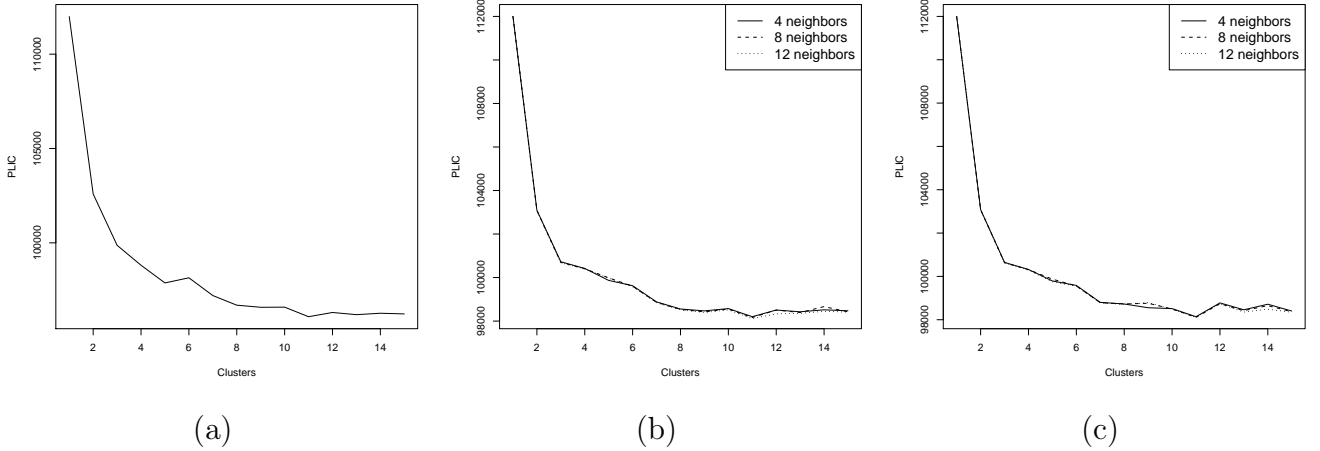 PLIC
110000
105000
100000
2 4 6 8 10 12 14
Clusters
(a)
4 neighbors
8 neighbors
12 neighbors
PLIC
112000
108000
104000
100000
98000
2 4 6 8 10 12 14
Clusters
(b)
4 neighbors
8 neighbors
12 neighbors
PLIC
112000
108000
104000
100000
98000
2 4 6 8 10 12 14
Clusters
(c)